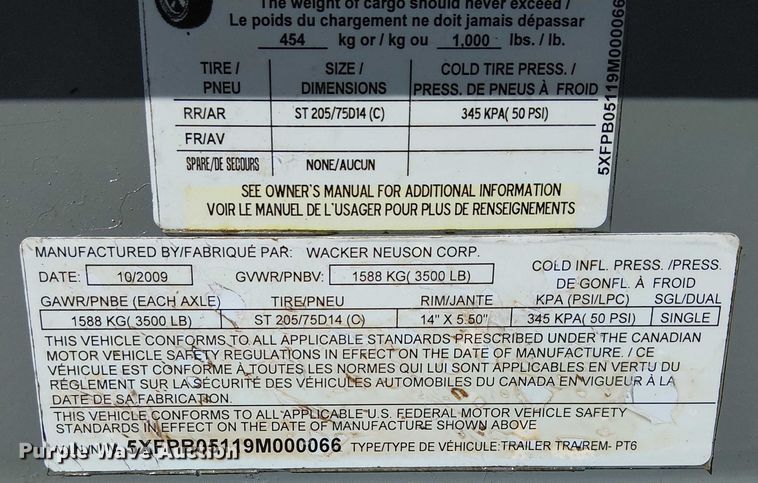 The weight of cargo should never exceed /
Le poids du chargement ne doit jamais dépassar
454 kg or / kg ou 1,000 lbs. / lb.
TIRE / PNEU SIZE / DIMENSIONS COLD TIRE PRESS. / PRESS. DE PNEUS À FROID
RR/AR ST 205/75D14 (C) 345 KPA( 50 PSI)
FR/AV
SPARE/DE SECOURS NONE/AUCUN
SEE OWNER'S MANUAL FOR ADDITIONAL INFORMATION
VOIR LE MANUEL DE L'USAGER POUR PLUS DE RENSEIGNEMENTS
5XFPB05119M000066
MANUFACTURED BY/FABRIQUÉ PAR: WACKER NEUSON CORP.
DATE: 10/2009 GVWR/PNBV: 1588 KG( 3500 LB)
COLD INFL. PRESS./PRESS. DE GONFL. À FROID
GAWR/PNBE (EACH AXLE) TIRE/PNEU RIM/JANTE KPA (PSI/LPC) SGL/DUAL
1588 KG( 3500 LB) ST 205/75D14 (C) 14" X 5.50" 345 KPA( 50 PSI) SINGLE
THIS VEHICLE CONFORMS TO ALL APPLICABLE STANDARDS PRESCRIBED UNDER THE CANADIAN
MOTOR VEHICLE SAFETY REGULATIONS IN EFFECT ON THE DATE OF MANUFACTURE. / CE
VÉHICULE EST CONFORME À TOUTES LES NORMES QUI LUI SONT APPLICABLES EN VERTU DU
RÉGLEMENT SUR LA SÉCURITÉ DES VÉHICULES AUTOMOBILES DU CANADA EN VIGUEUR À LA
DATE DE SA FABRICATION.
THIS VEHICLE CONFORMS TO ALL APPLICABLE U.S. FEDERAL MOTOR VEHICLE SAFETY
STANDARDS IN EFFECT ON THE DATE OF MANUFACTURE SHOWN ABOVE
5XFPB05119M000066 TYPE/TYPE DE VÉHICULE: TRAILER TRA/REM- PT6
Purple Wave Auction